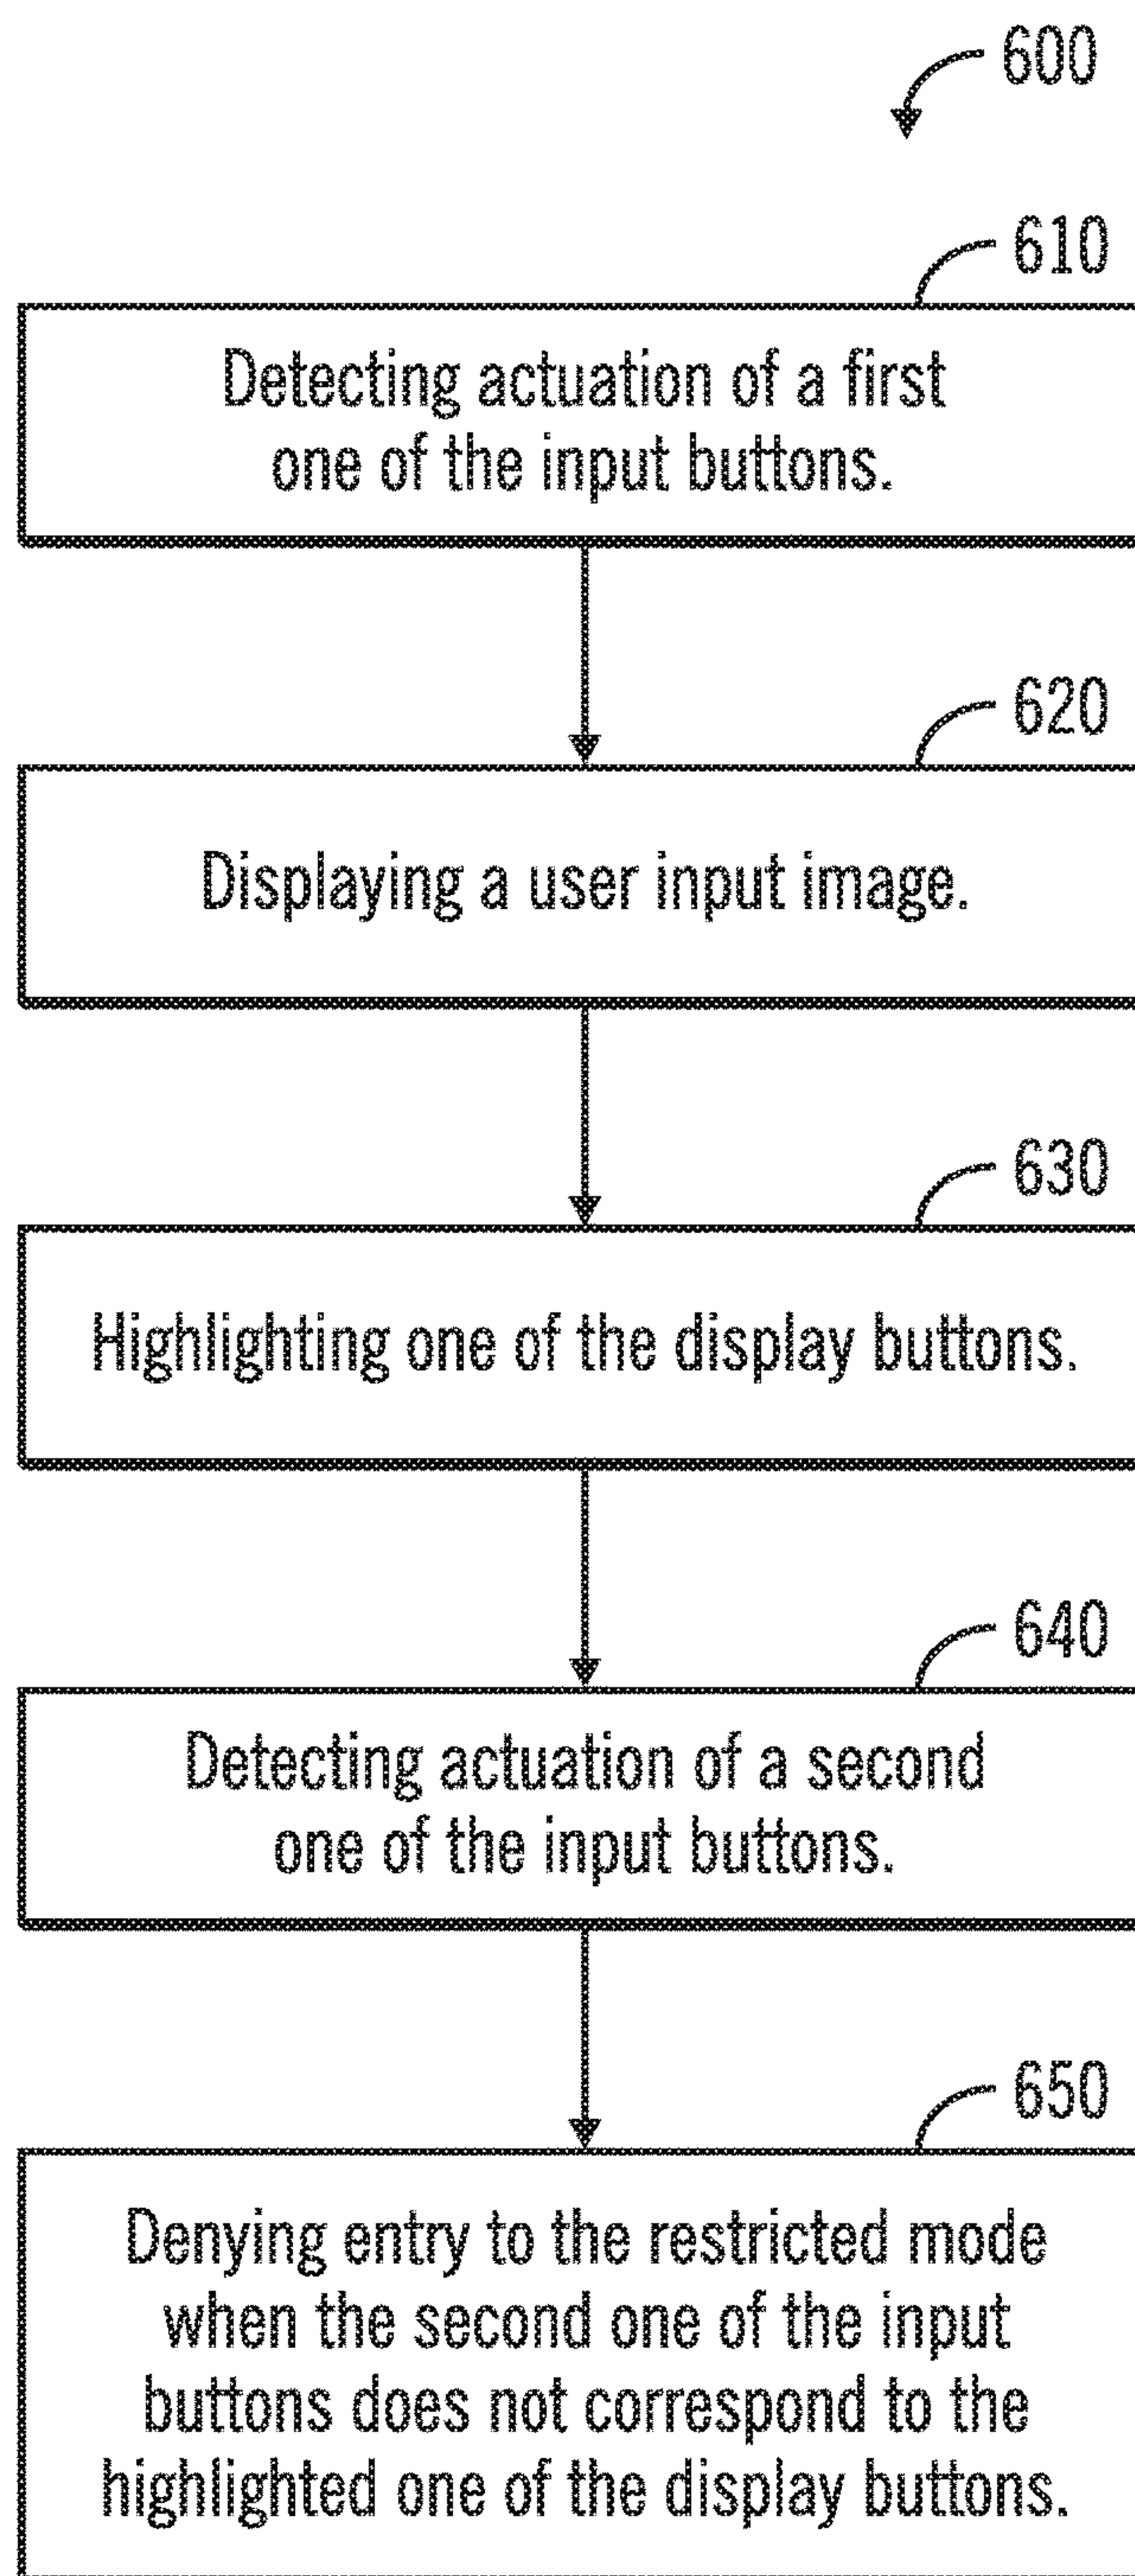 600
610
Detecting actuation of a first
one of the input buttons.
620
Displaying a user input image.
630
Highlighting one of the display buttons.
640
Detecting actuation of a second
one of the input buttons.
650
Denying entry to the restricted mode
when the second one of the input
buttons does not correspond to the
highlighted one of the display buttons.